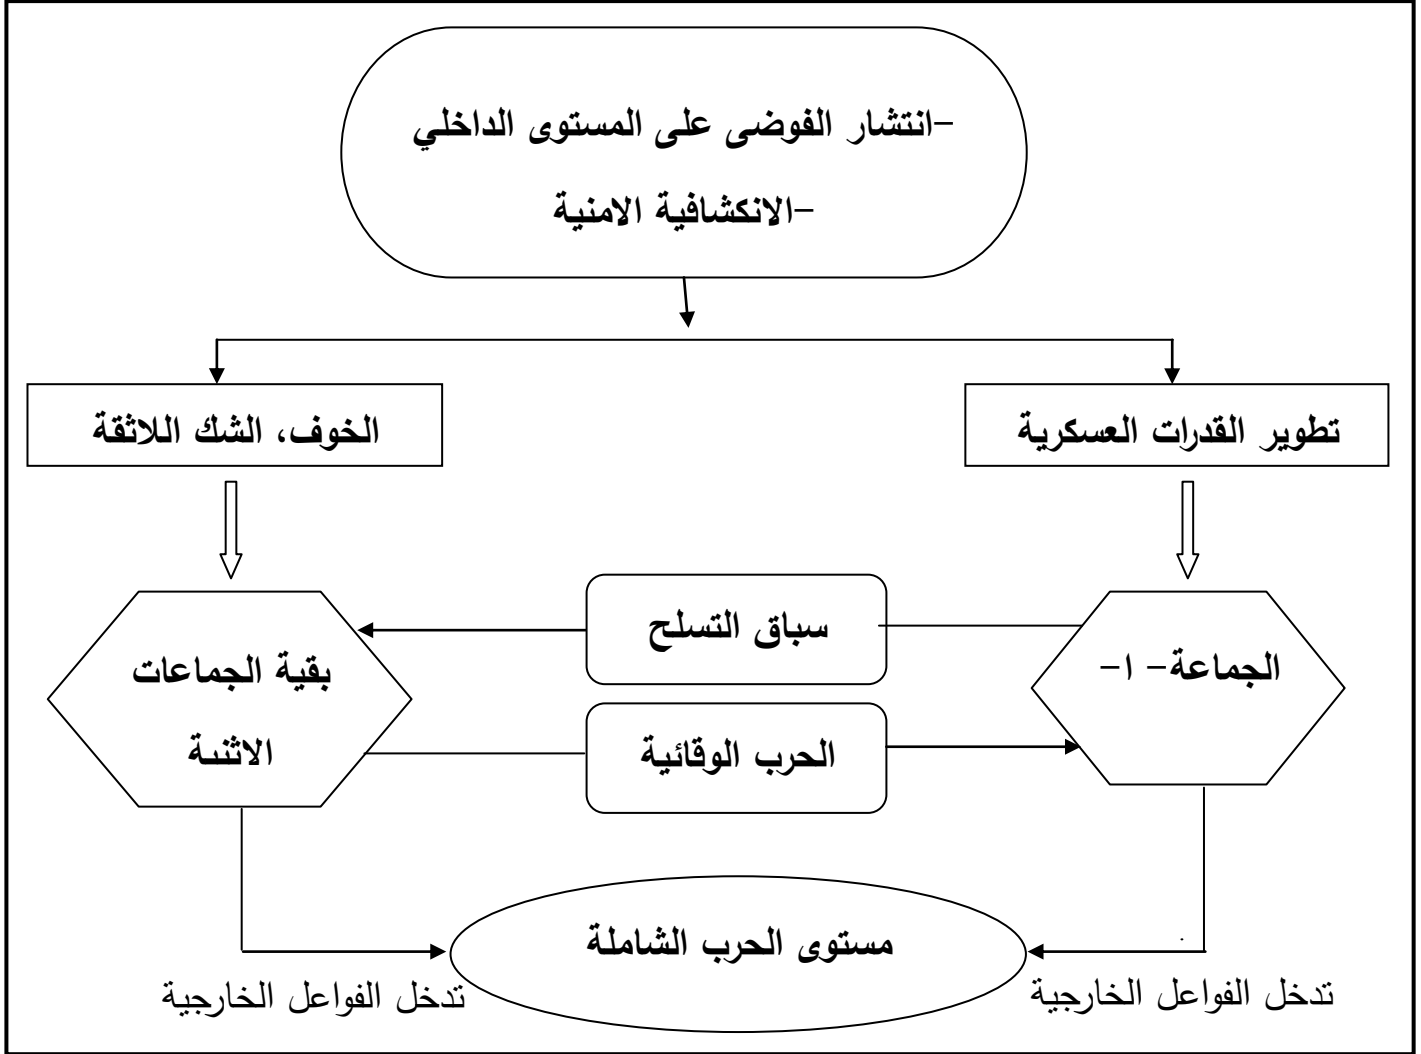 -انتشار الفوضى على المستوى الداخلي
-الانكشافية الامنية
تطوير القدرات العسكرية
الخوف، الشك اللاثقة
سباق التسلح
الجماعة- ا-
بقية الجماعات
الاثنية
الحرب الوقائية
مستوى الحرب الشاملة
تدخل الفواعل الخارجية
تدخل الفواعل الخارجية